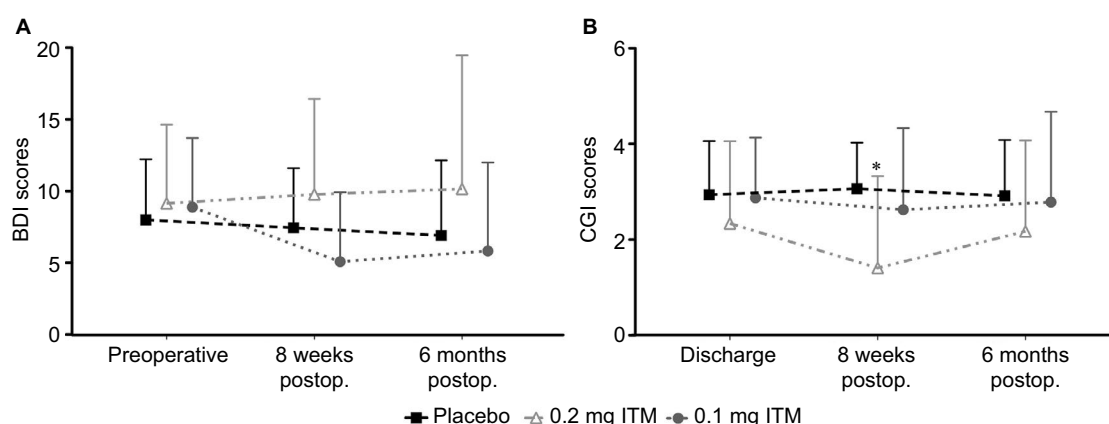 A
BDI scores
20
15
10
5
0
Preoperative
8 weeks
postop.
6 months
postop.
B
CGI scores
6
4
2
0
*
Discharge
8 weeks
postop.
6 months
postop.
Placebo 0.2 mg ITM 0.1 mg ITM